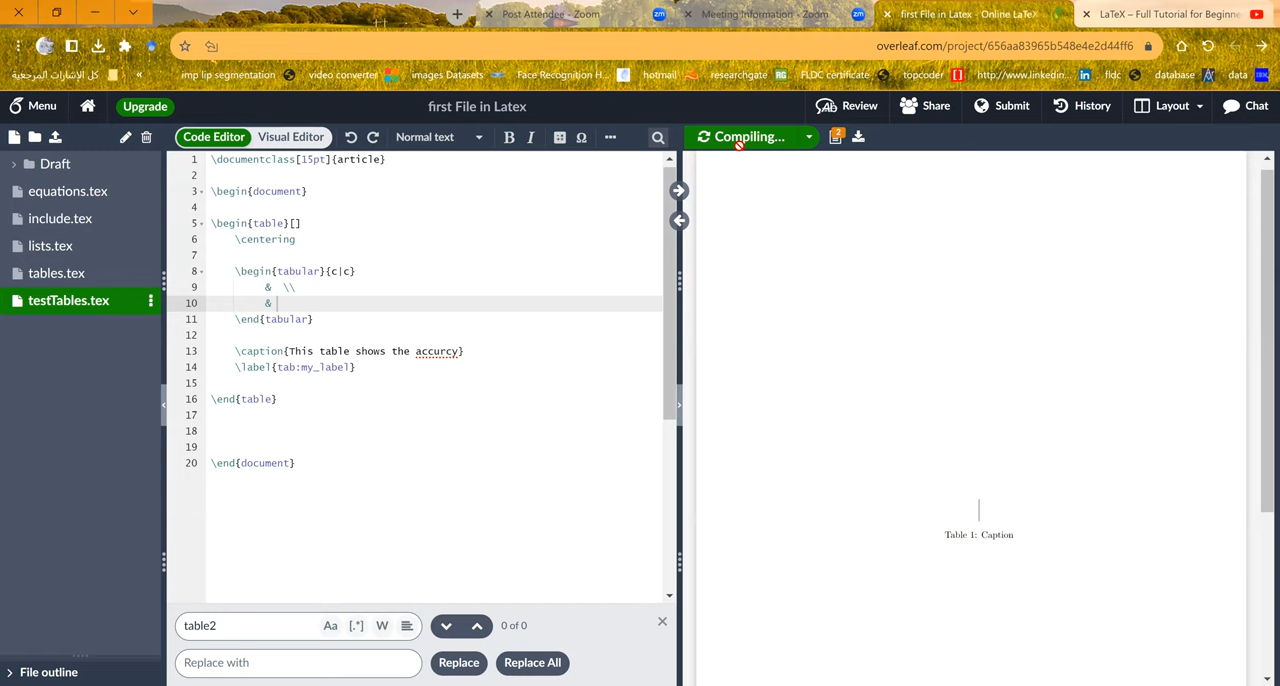 Post Attendee - Zoom
Meeting Information - Zoom
first File in Latex - Online LaTeX
LaTeX – Full Tutorial for Beginne
overleaf.com/project/656aa83965b548e4e2d44ff6
كل الإشارات المرجعية
«
imp lip segmentation
video converter
images Datasets
Face Recognition H...
hotmail
researchgate
RG
FLDC certificate
topcoder
http://www.linkedin...
fldc
database
data
Menu
Upgrade
first File in Latex
Review
Share
Submit
History
Layout
Chat
Code Editor
Visual Editor
Normal text
B
I
Ω
Compiling...
2
Draft
equations.tex
include.tex
lists.tex
tables.tex
testTables.tex
1 \documentclass[15pt]{article}
2
3 \begin{document}
4
5 \begin{table}[]
6 \centering
7
8 \begin{tabular}{c|c}
9 & \\
10 &
11 \end{tabular}
12
13 \caption{This table shows the accurcy}
14 \label{tab:my_label}
15
16 \end{table}
17
18
19
20 \end{document}
Table 1: Caption
table2
Aa
[.*]
W
0 of 0
Replace with
Replace
Replace All
File outline